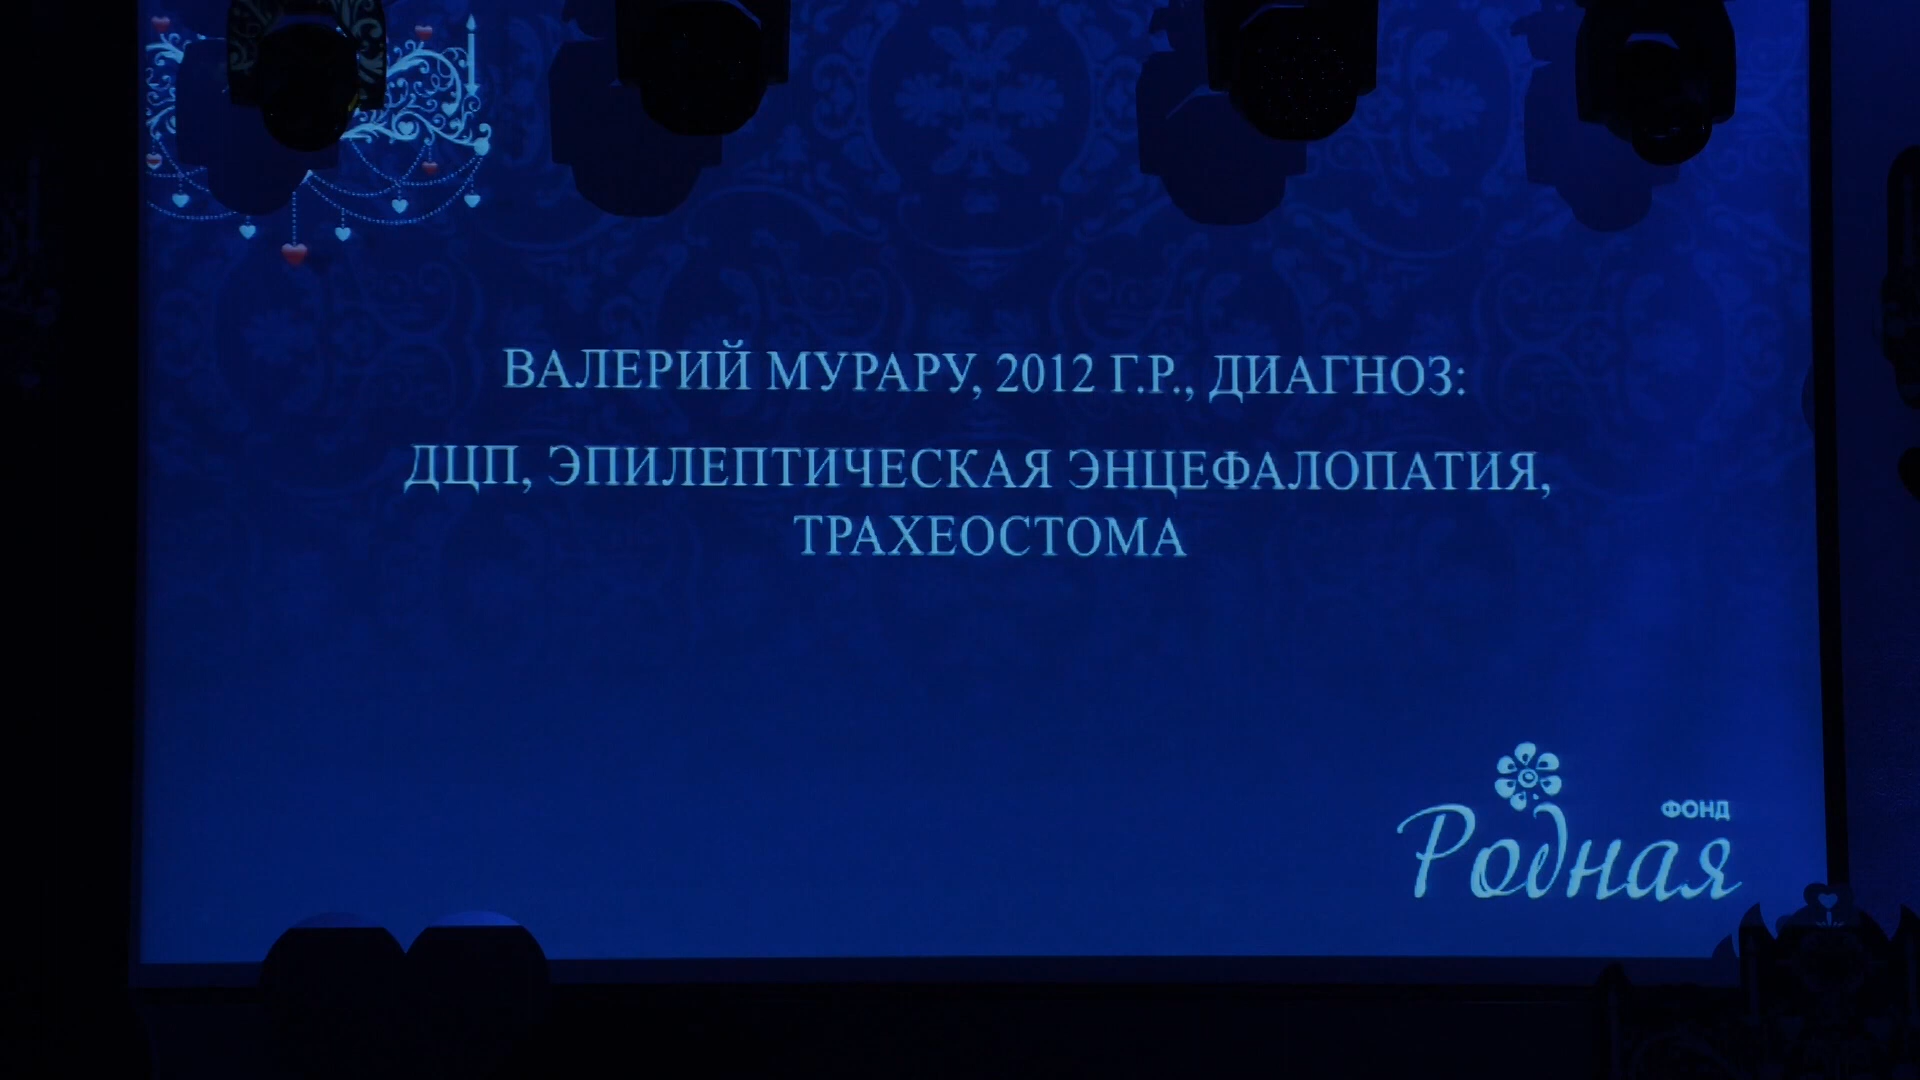 ВАЛЕРИЙ МУРАРУ, 2012 Г.Р., ДИАГНОЗ:
ДЦП, ЭПИЛЕПТИЧЕСКАЯ ЭНЦЕФАЛОПАТИЯ,
ТРАХЕОСТОМА
ФОНД
Родная